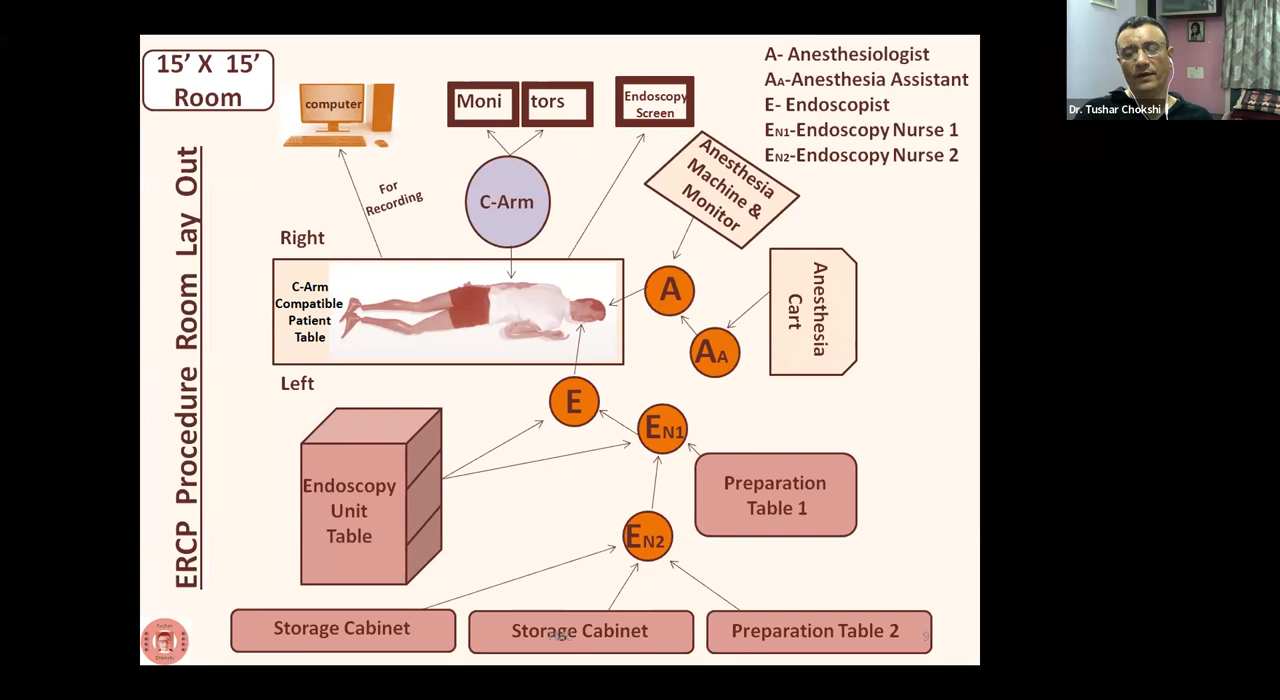 15’ X 15’
Room
ERCP Procedure Room Lay Out
computer
Moni tors
Endoscopy
Screen
A- Anesthesiologist
AA-Anesthesia Assistant
E- Endoscopist
EN1-Endoscopy Nurse 1
EN2-Endoscopy Nurse 2
Dr. Tushar Chokshi
For
Recording
C-Arm
Anesthesia
Machine &
Monitor
Right
C-Arm
Compatible
Patient
Table
A
AA
Anesthesia
Cart
Left
E
EN1
Endoscopy
Unit
Table
Preparation
Table 1
EN2
Storage Cabinet
Storage Cabinet
Preparation Table 2
9
Tushar
Chokshi